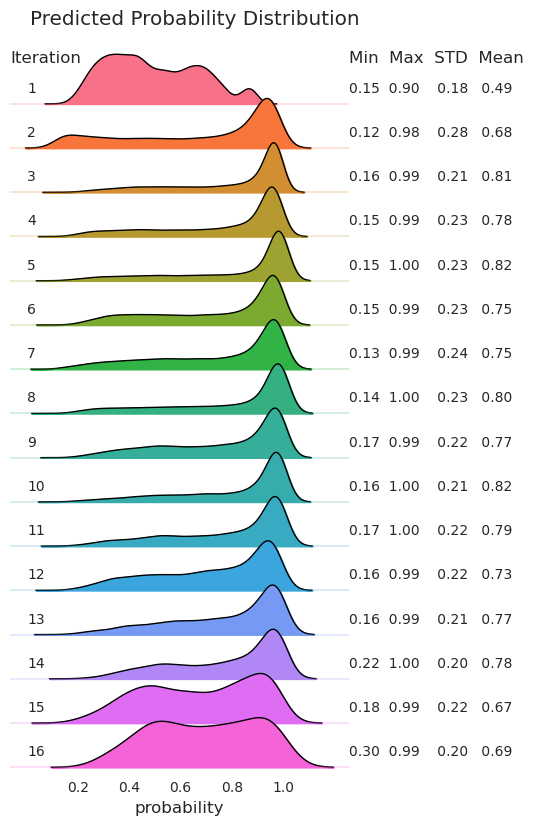 Predicted Probability Distribution
Iteration Min Max STD Mean
1 0.15 0.90 0.18 0.49
2 0.12 0.98 0.28 0.68
3 0.16 0.99 0.21 0.81
4 0.15 0.99 0.23 0.78
5 0.15 1.00 0.23 0.82
6 0.15 0.99 0.23 0.75
7 0.13 0.99 0.24 0.75
8 0.14 1.00 0.23 0.80
9 0.17 0.99 0.22 0.77
10 0.16 1.00 0.21 0.82
11 0.17 1.00 0.22 0.79
12 0.16 0.99 0.22 0.73
13 0.16 0.99 0.21 0.77
14 0.22 1.00 0.20 0.78
15 0.18 0.99 0.22 0.67
16 0.30 0.99 0.20 0.69
0.2 0.4 0.6 0.8 1.0
probability